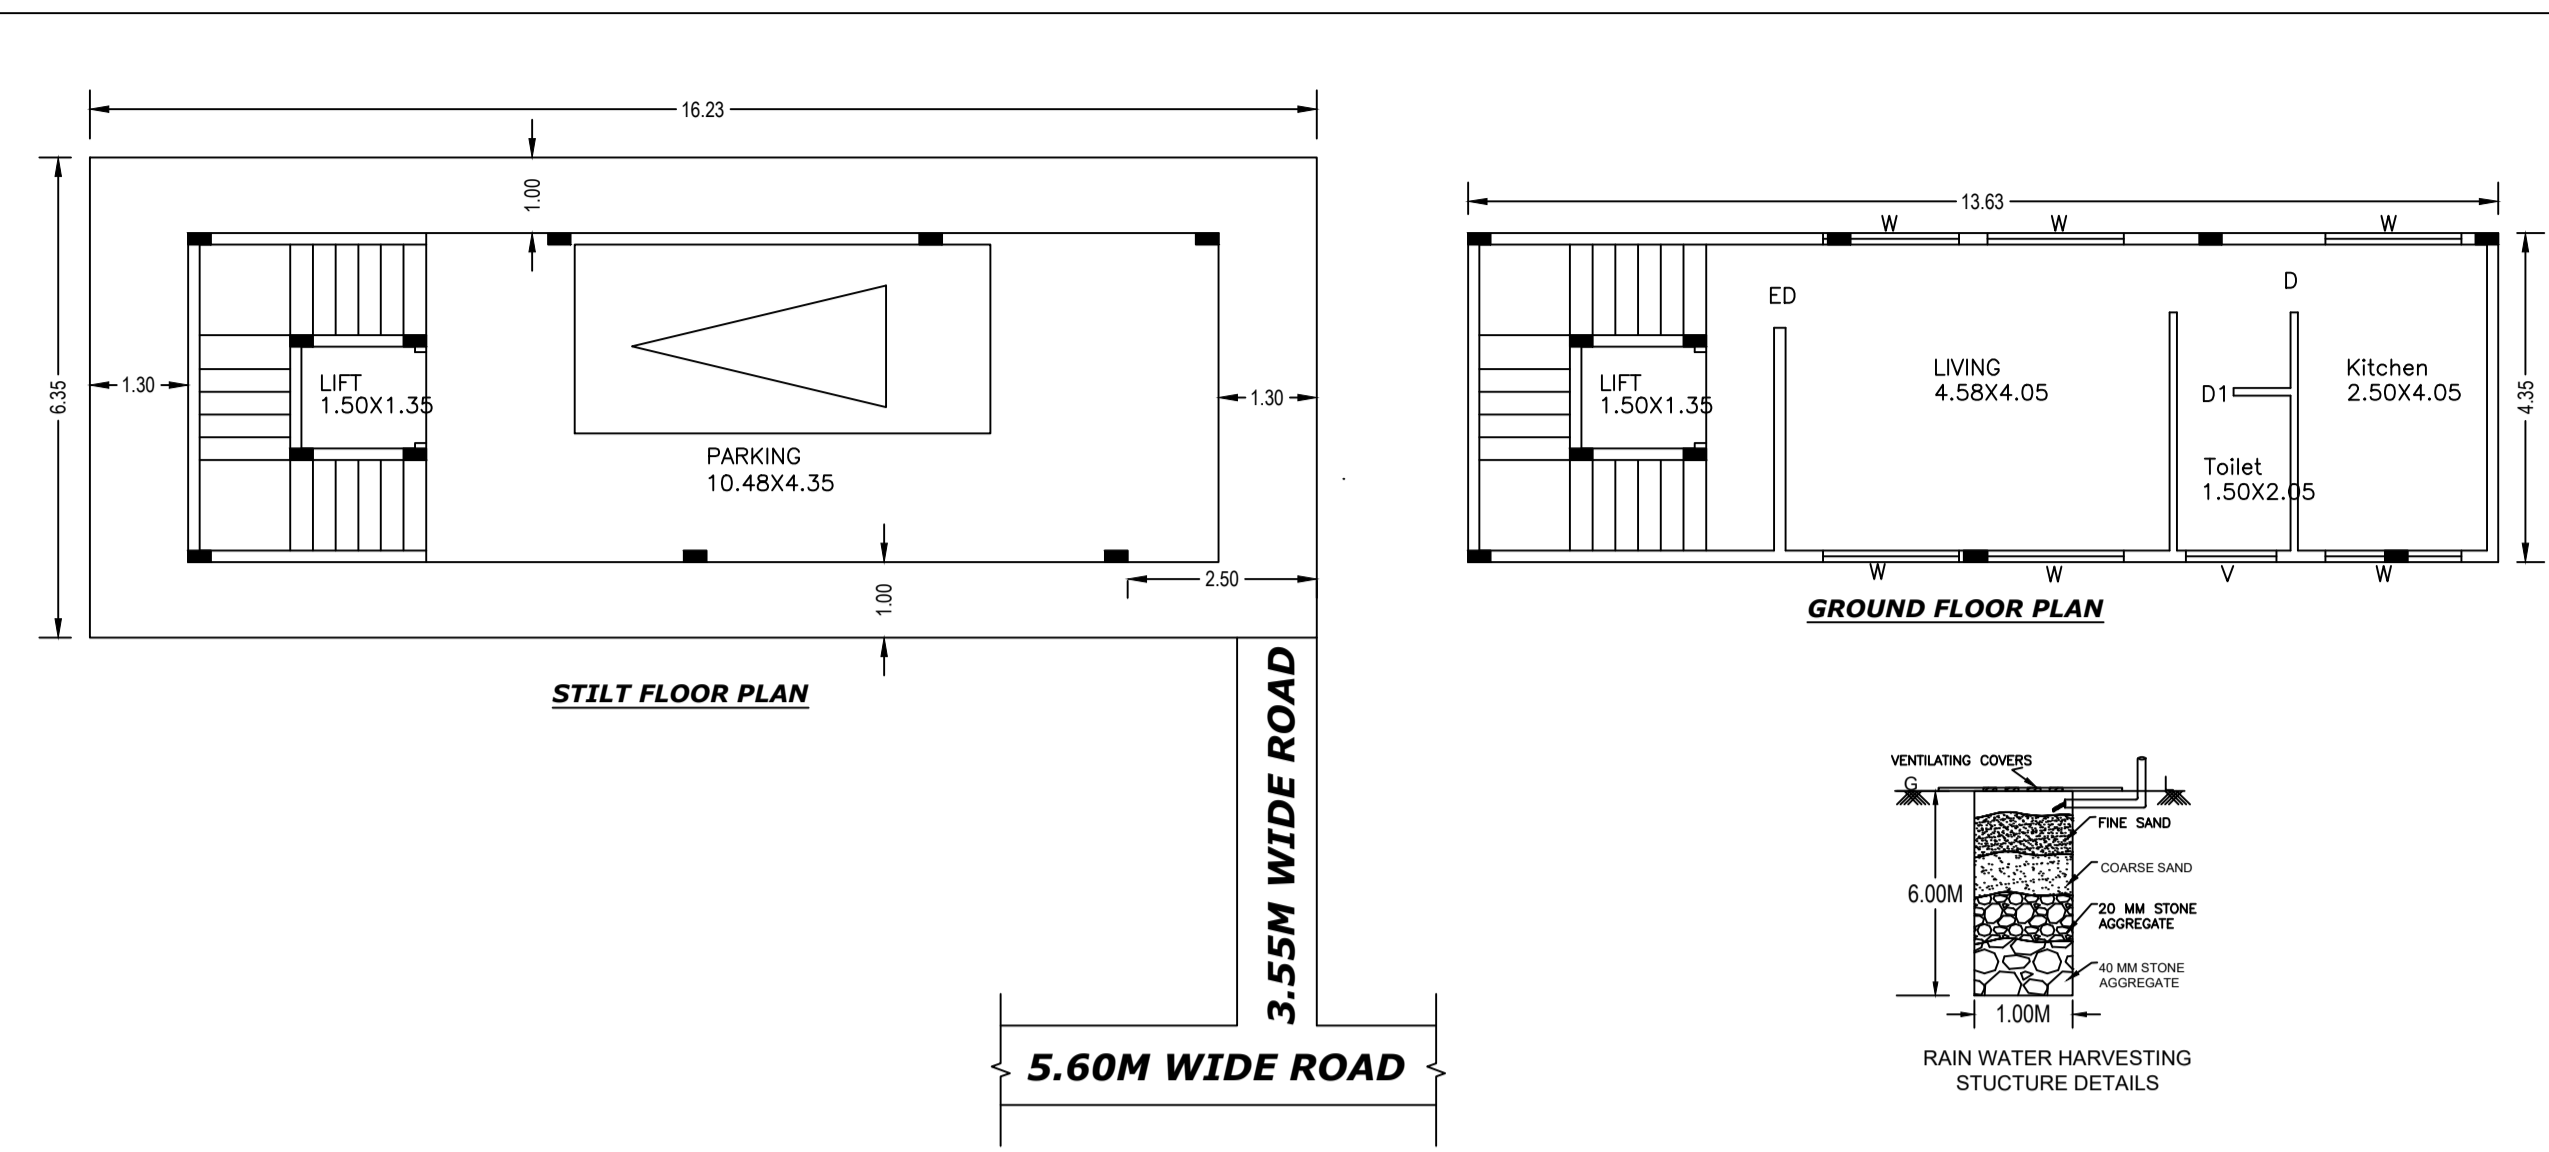 16.23
1.00
6.35
1.30
LIFT
1.50X1.35
PARKING
10.48X4.35
1.30
2.50
1.00
STILT FLOOR PLAN
3.55M WIDE ROAD
5.60M WIDE ROAD
13.63
W
W
W
ED
D
LIFT
1.50X1.35
LIVING
4.58X4.05
D1
Kitchen
2.50X4.05
Toilet
1.50X2.05
4.35
W
W
V
W
GROUND FLOOR PLAN
VENTILATING COVERS
G
L
FINE SAND
COARSE SAND
6.00M
20 MM STONE
AGGREGATE
40 MM STONE
AGGREGATE
1.00M
RAIN WATER HARVESTING
STUCTURE DETAILS